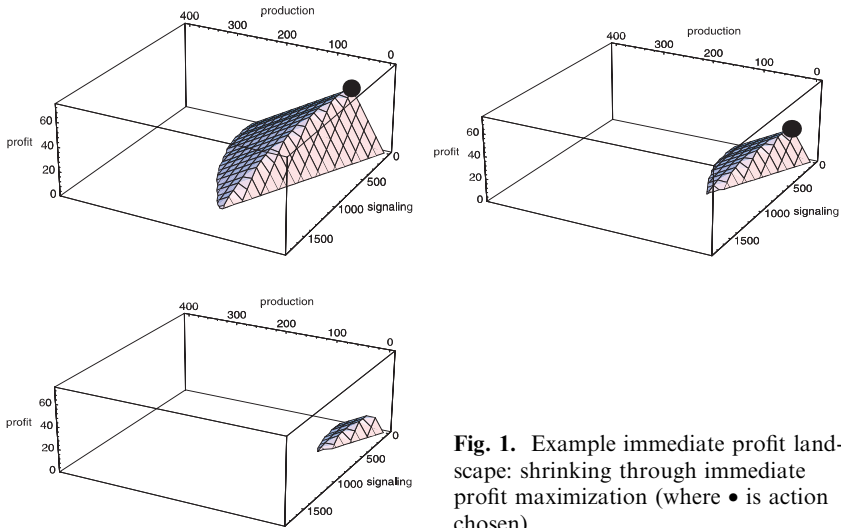 production
400
300
200
100
0
60
profit 40
20
0
0
500
1000 signaling
1500
production
400
300
200
100
0
60
profit 40
20
0
0
500
1000 signaling
1500
production
400
300
200
100
0
60
profit 40
20
0
0
500
1000 signaling
1500
Fig. 1. Example immediate profit land-
scape: shrinking through immediate
profit maximization (where • is action
chosen)